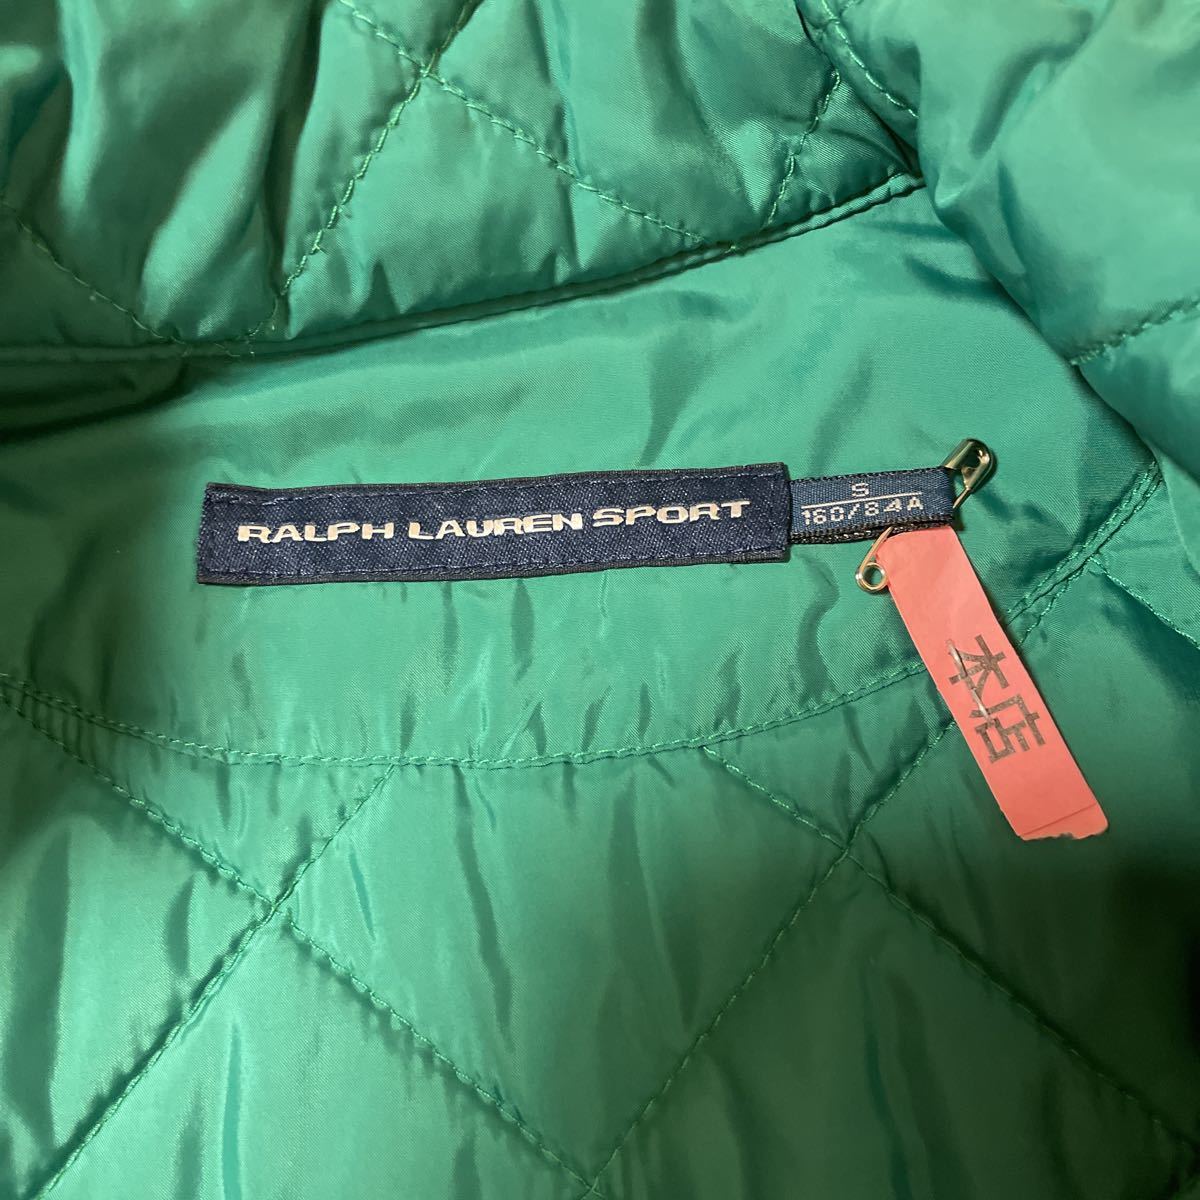 RALPH LAUREN SPORT
S
160/84A
本店